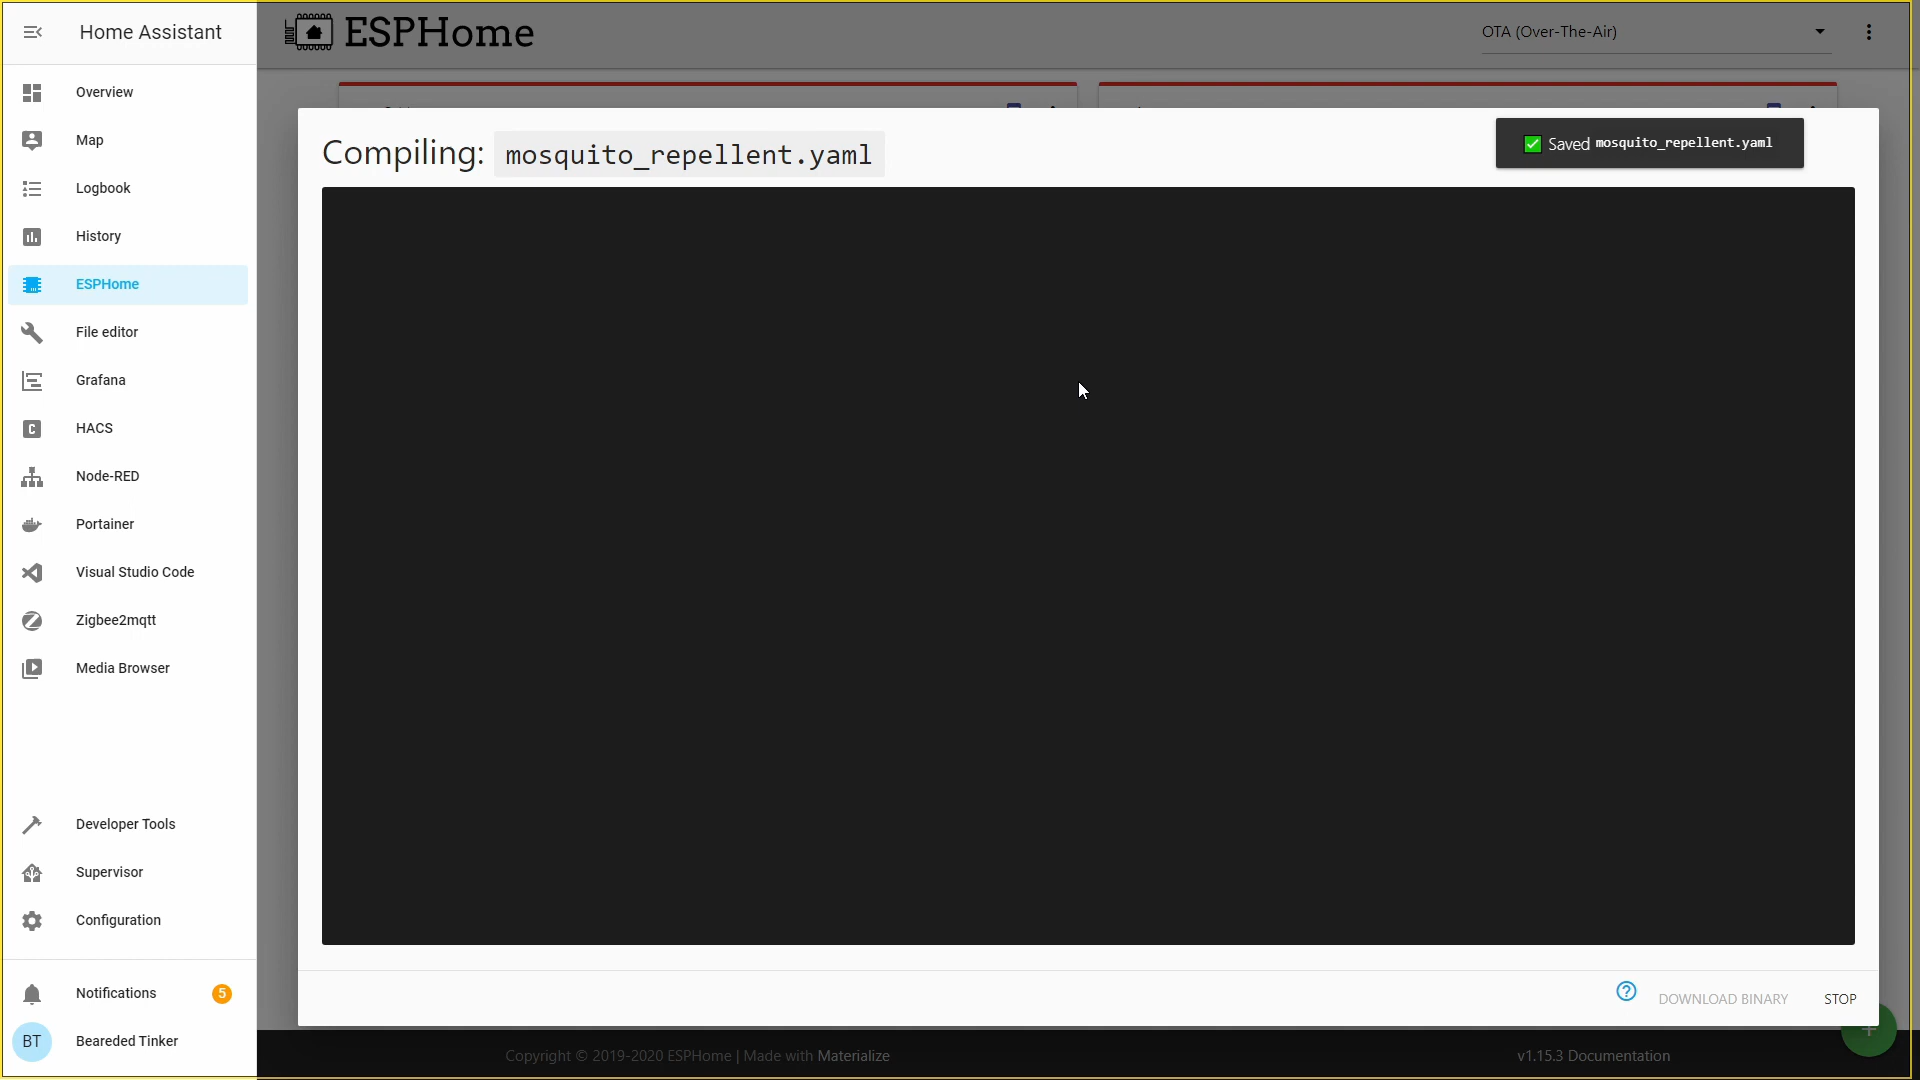 Home Assistant
ESPHome
OTA (Over-The-Air)
Overview
Map
Logbook
History
ESPHome
File editor
Grafana
C
HACS
Node-RED
Portainer
Visual Studio Code
Zigbee2mqtt
Media Browser
Developer Tools
Supervisor
Configuration
Notifications
5
BT
Bearded Tinker
Compiling: mosquito_repellent.yaml
Saved mosquito_repellent.yaml
?
DOWNLOAD BINARY
STOP
+
Copyright © 2019-2020 ESPHome | Made with Materialize
v1.15.3 Documentation